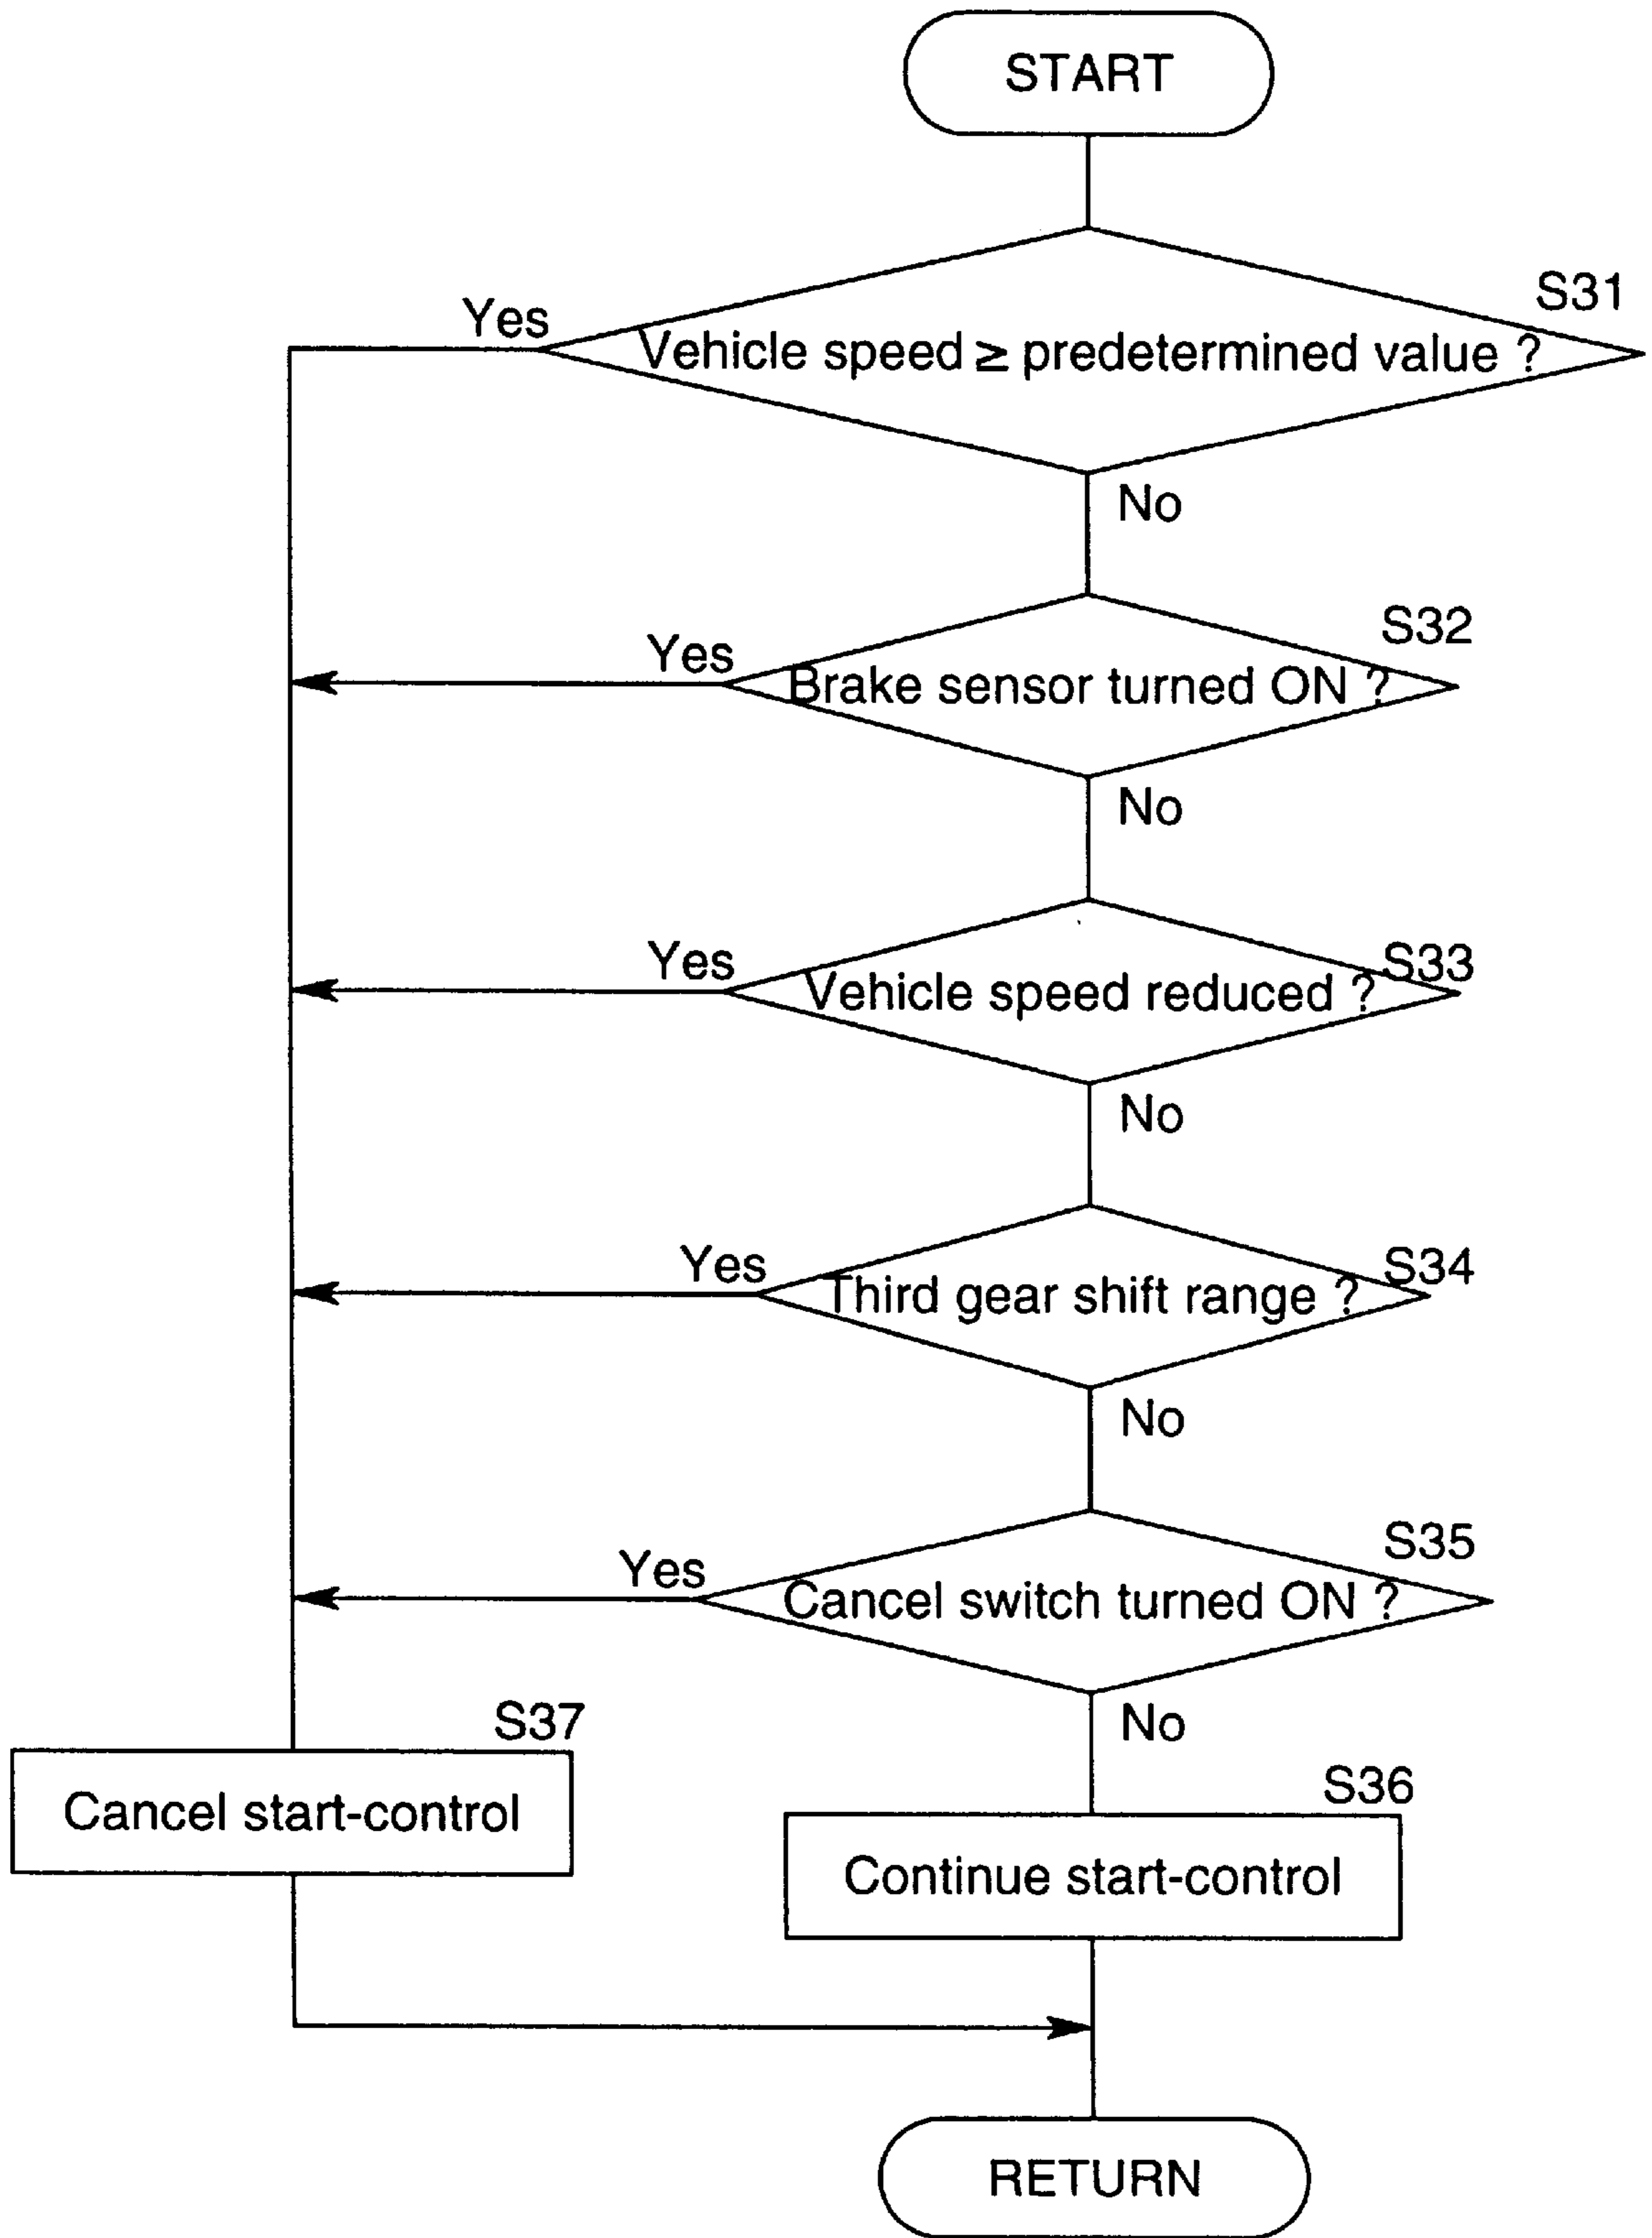 START
S31
Yes
Vehicle speed ≥ predetermined value ?
No
S32
Yes
Brake sensor turned ON ?
No
S33
Yes
Vehicle speed reduced ?
No
S34
Yes
Third gear shift range ?
No
S35
Yes
Cancel switch turned ON ?
No
S37
Cancel start-control
S36
Continue start-control
RETURN